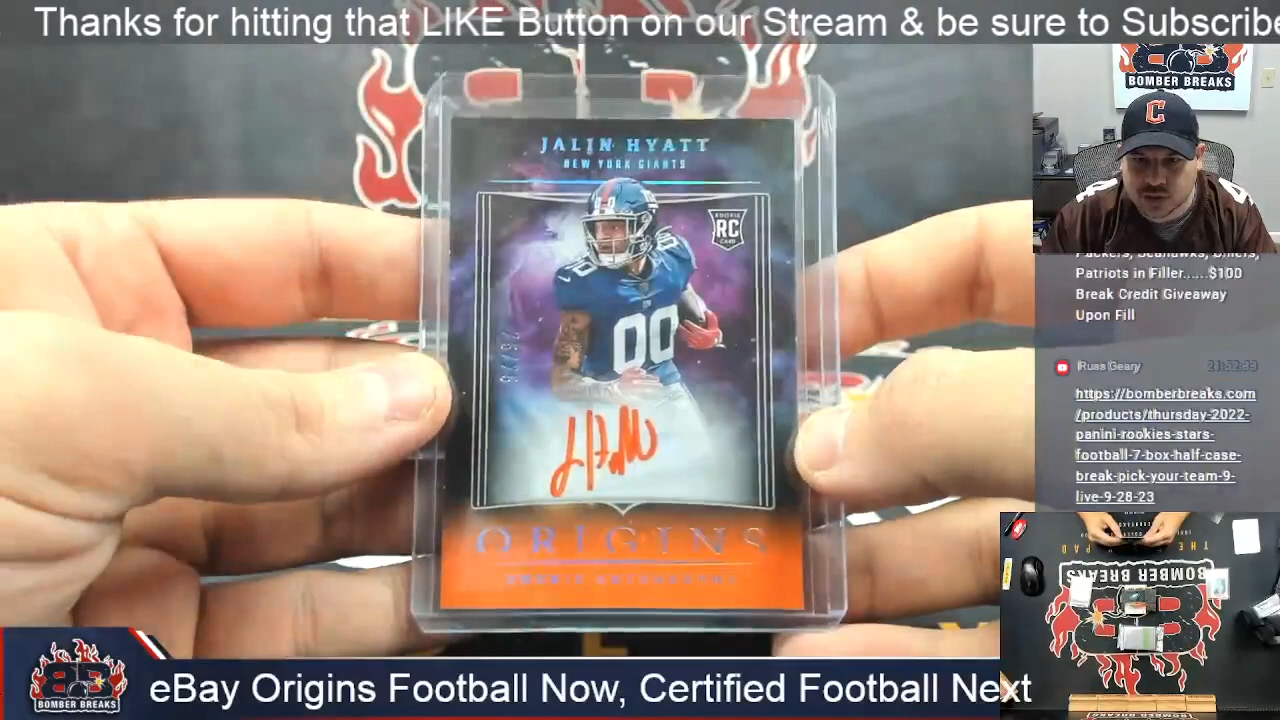 Thanks for hitting that LIKE Button on our Stream & be sure to Subscribe
BOMBER BREAKS
C
JALIN HYATT
NEW YORK GIANTS
ROOKIE
RC
CARD
00
00
ORIGINS
ROOKIE AUTOGRAPHS
Packers, Seahawks, Niners,
Patriots in Filler......$100
Break Credit Giveaway
Upon Fill
Russ Geary
https://bomberbreaks.com
/products/thursday-2022-
panini-rookies-stars-
football-7-box-half-case-
break-pick-your-team-9-
live-9-28-23
BOMBER BREAKS
BB
BOMBER BREAKS
eBay Origins Football Now, Certified Football Next